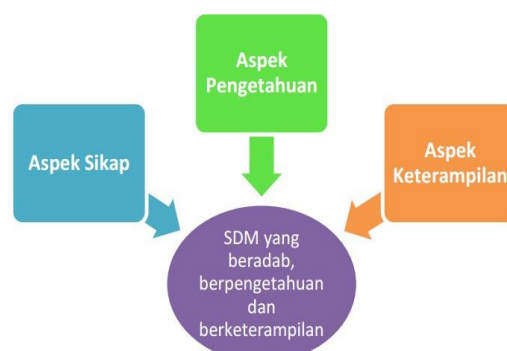 Aspek
Pengetahuan
Aspek Sikap
Aspek
Keterampilan
SDM yang
beradab,
berpengetahuan
dan
berketerampilan